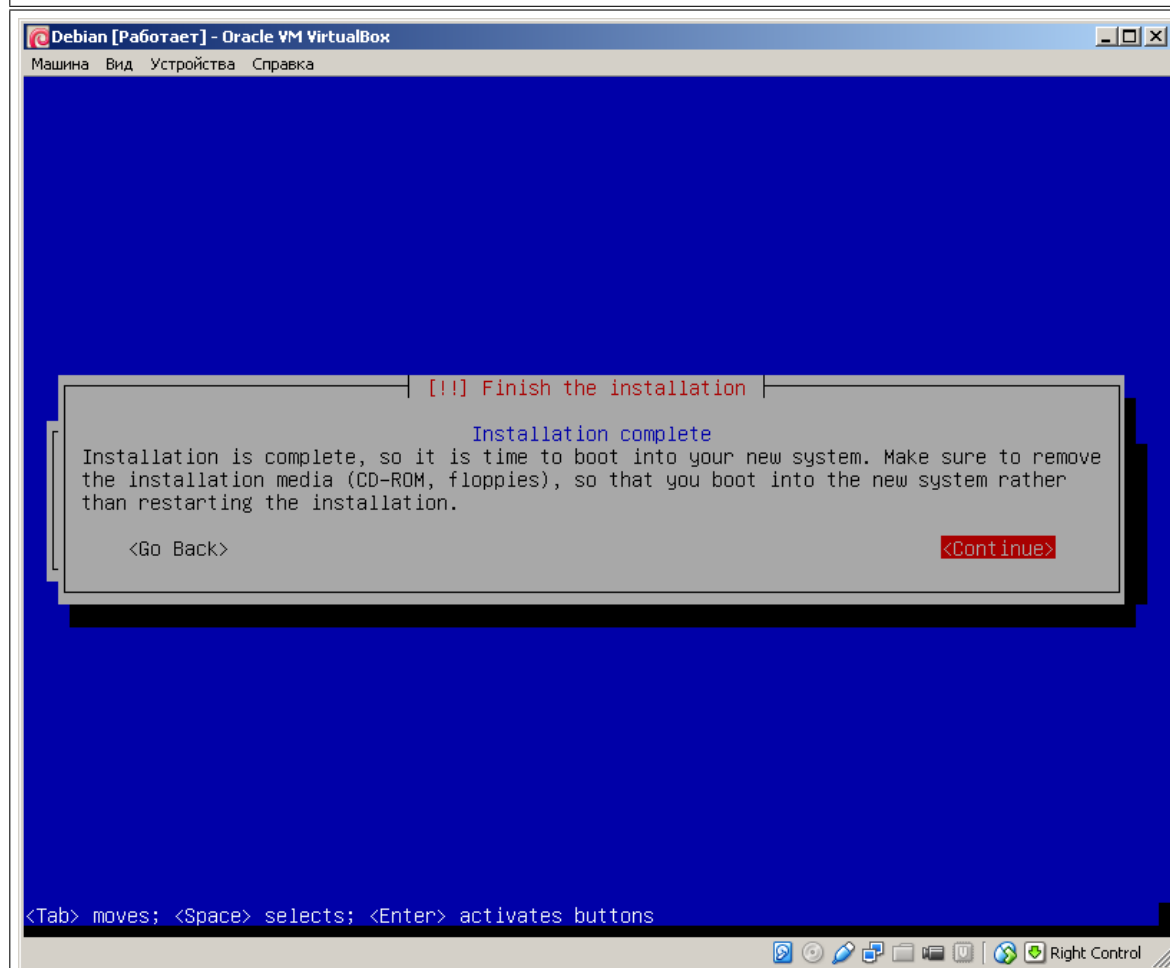 Debian [Работает] - Oracle VM VirtualBox
Машина Вид Устройства Справка
[!!] Finish the installation
Installation complete
Installation is complete, so it is time to boot into your new system. Make sure to remove
the installation media (CD-ROM, floppies), so that you boot into the new system rather
than restarting the installation.
<Go Back> <Continue>
<Tab> moves; <Space> selects; <Enter> activates buttons
Right Control